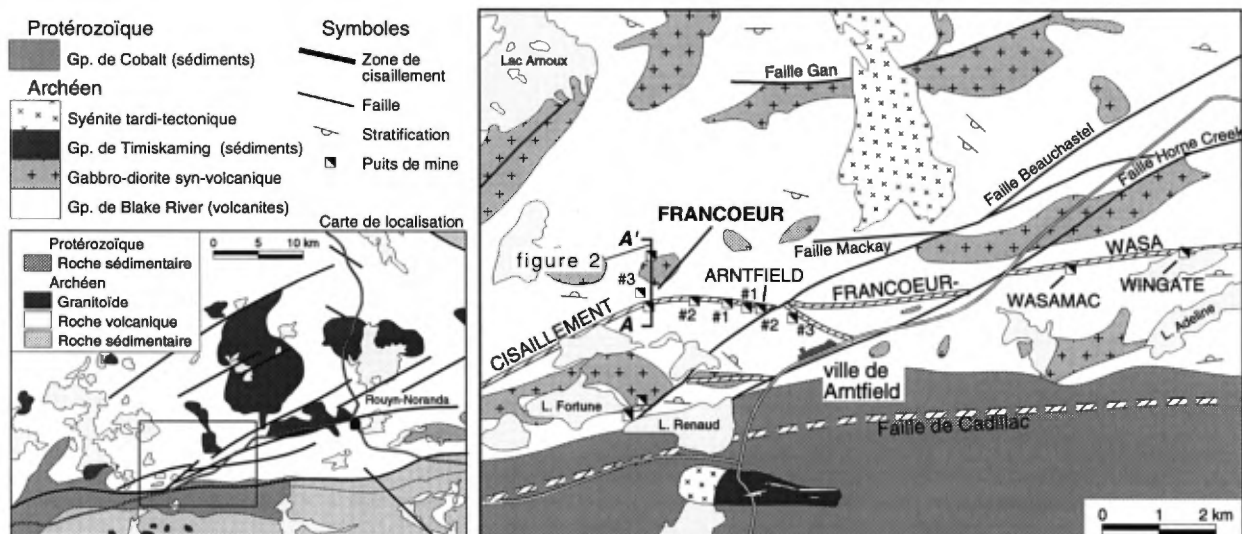 Protérozoïque
Gp. de Cobalt (sédiments)
Archéen
Syénite tardi-tectonique
Gp. de Timiskaming (sédiments)
Gabbro-diorite syn-volcanique
Gp. de Blake River (volcanites)
Symboles
Zone de
cisaillement
Faille
Stratification
Puits de mine
Carte de localisation
Protérozoïque
Roche sédimentaire
Archéen
Granitoïde
Roche volcanique
Roche sédimentaire
0 5 10 km
Rouyn-Noranda
Lac Arnoux
Faille Gan
Faille Beauchastel
Faille Horne Creek
FRANCOEUR
Faille Mackay
A'
figure 2
#3
A
ARNTFIELD
#2
#1
#1
#2
#3
CISAILLEMENT
FRANCOEUR-
WASA
WASAMAC
WINGATE
L. Adeline
ville de
Arntfield
L. Fortune
L. Renaud
Faille de Cadillac
0 1 2 km